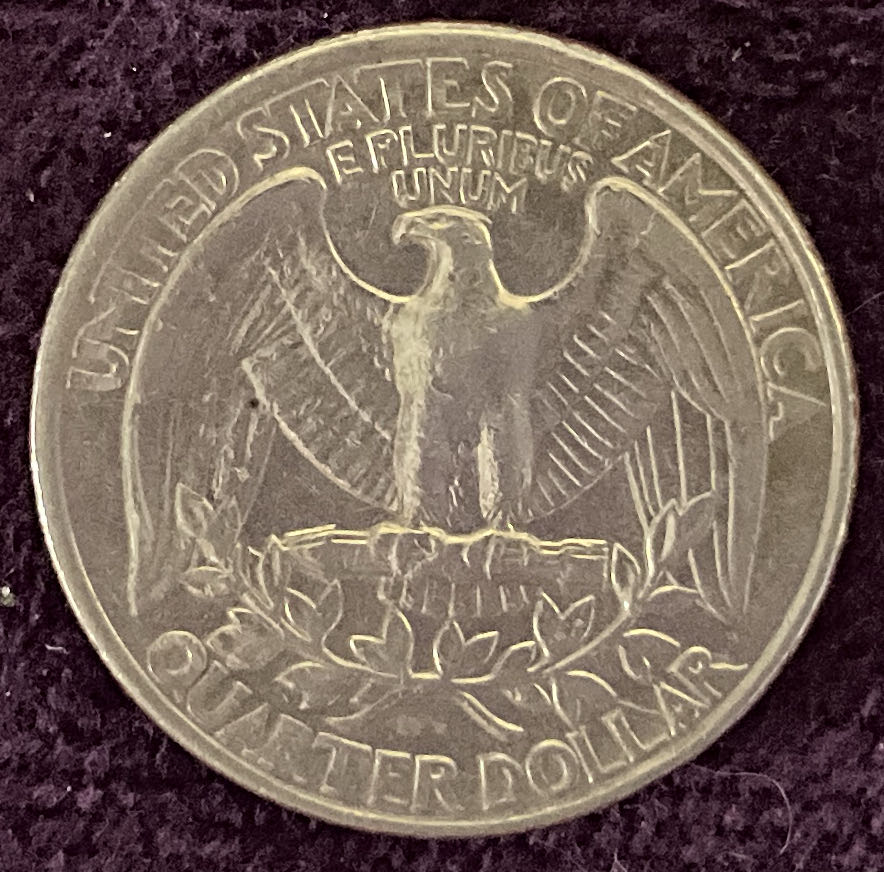 UNITED STATES OF AMERICA
E PLURIBUS
UNUM
QUARTER DOLLAR